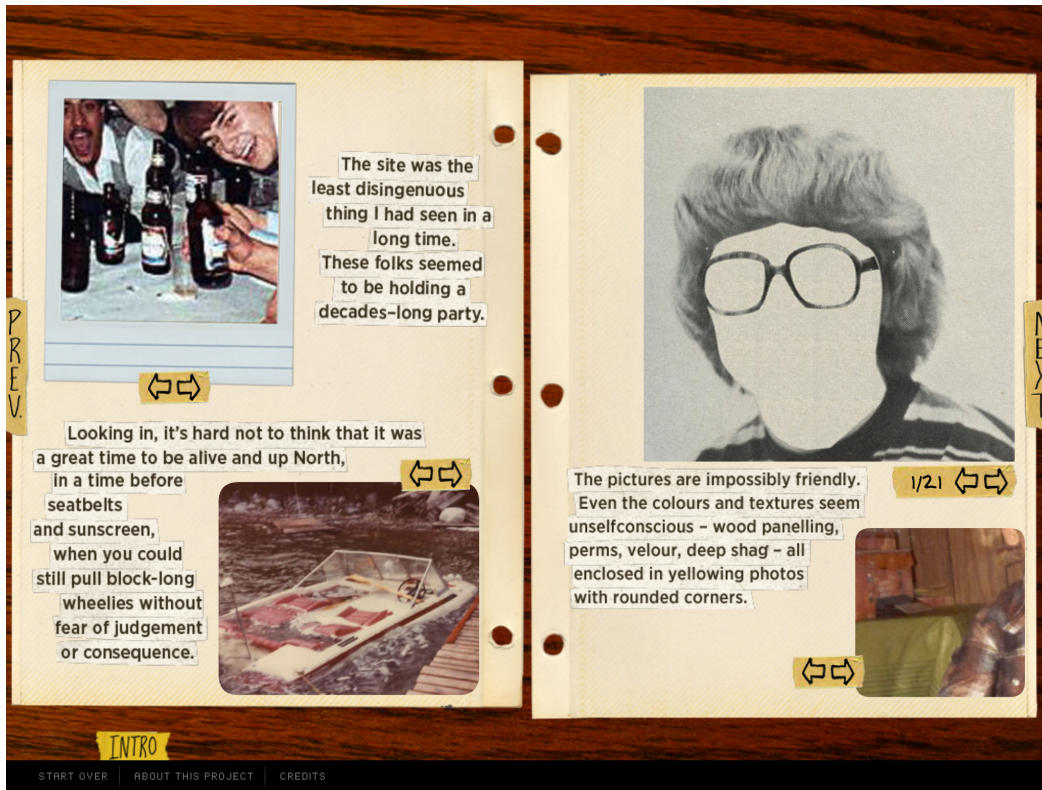 The site was the
least disingenuous
thing I had seen in a
long time.
These folks seemed
to be holding a
decades-long party.
PREV.
Looking in, it's hard not to think that it was
a great time to be alive and up North,
in a time before
seatbelts
and sunscreen,
when you could
still pull block-long
wheelies without
fear of judgement
or consequence.
NEXT
1/21
The pictures are impossibly friendly.
Even the colours and textures seem
unselfconscious – wood panelling,
perms, velour, deep shag – all
enclosed in yellowing photos
with rounded corners.
INTRO
START OVER
ABOUT THIS PROJECT
CREDITS